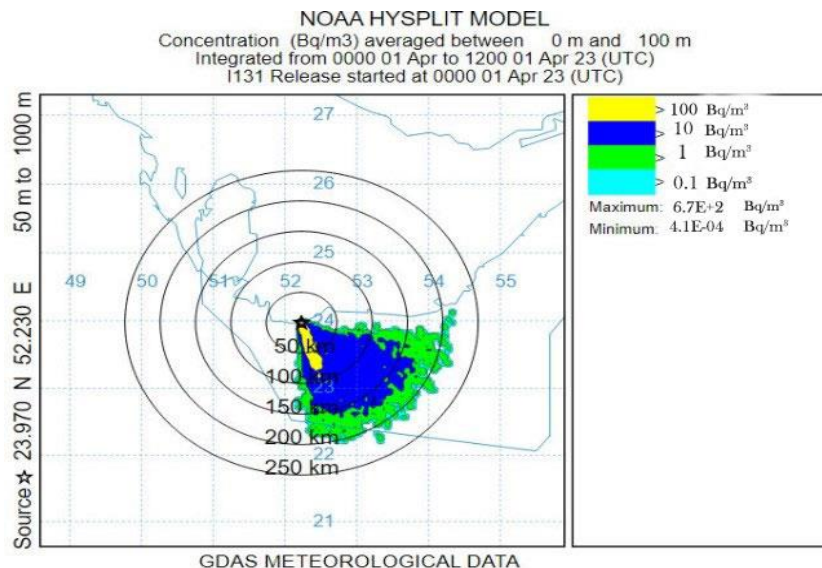 NOAA HYSPLIT MODEL
Concentration (Bq/m3) averaged between 0 m and 100 m
Integrated from 0000 01 Apr to 1200 01 Apr 23 (UTC)
I131 Release started at 0000 01 Apr 23 (UTC)
Source☆ 23.970 N 52.230 E 50 m to 1000 m
27
26
25
49 50 51 52 53 54 55
24
50 km
100 km
23
150 km
200 km
22
250 km
21
> 100 Bq/m³
> 10 Bq/m³
> 1 Bq/m³
> 0.1 Bq/m³
Maximum: 6.7E+2 Bq/m³
Minimum: 4.1E-04 Bq/m³
GDAS METEOROLOGICAL DATA